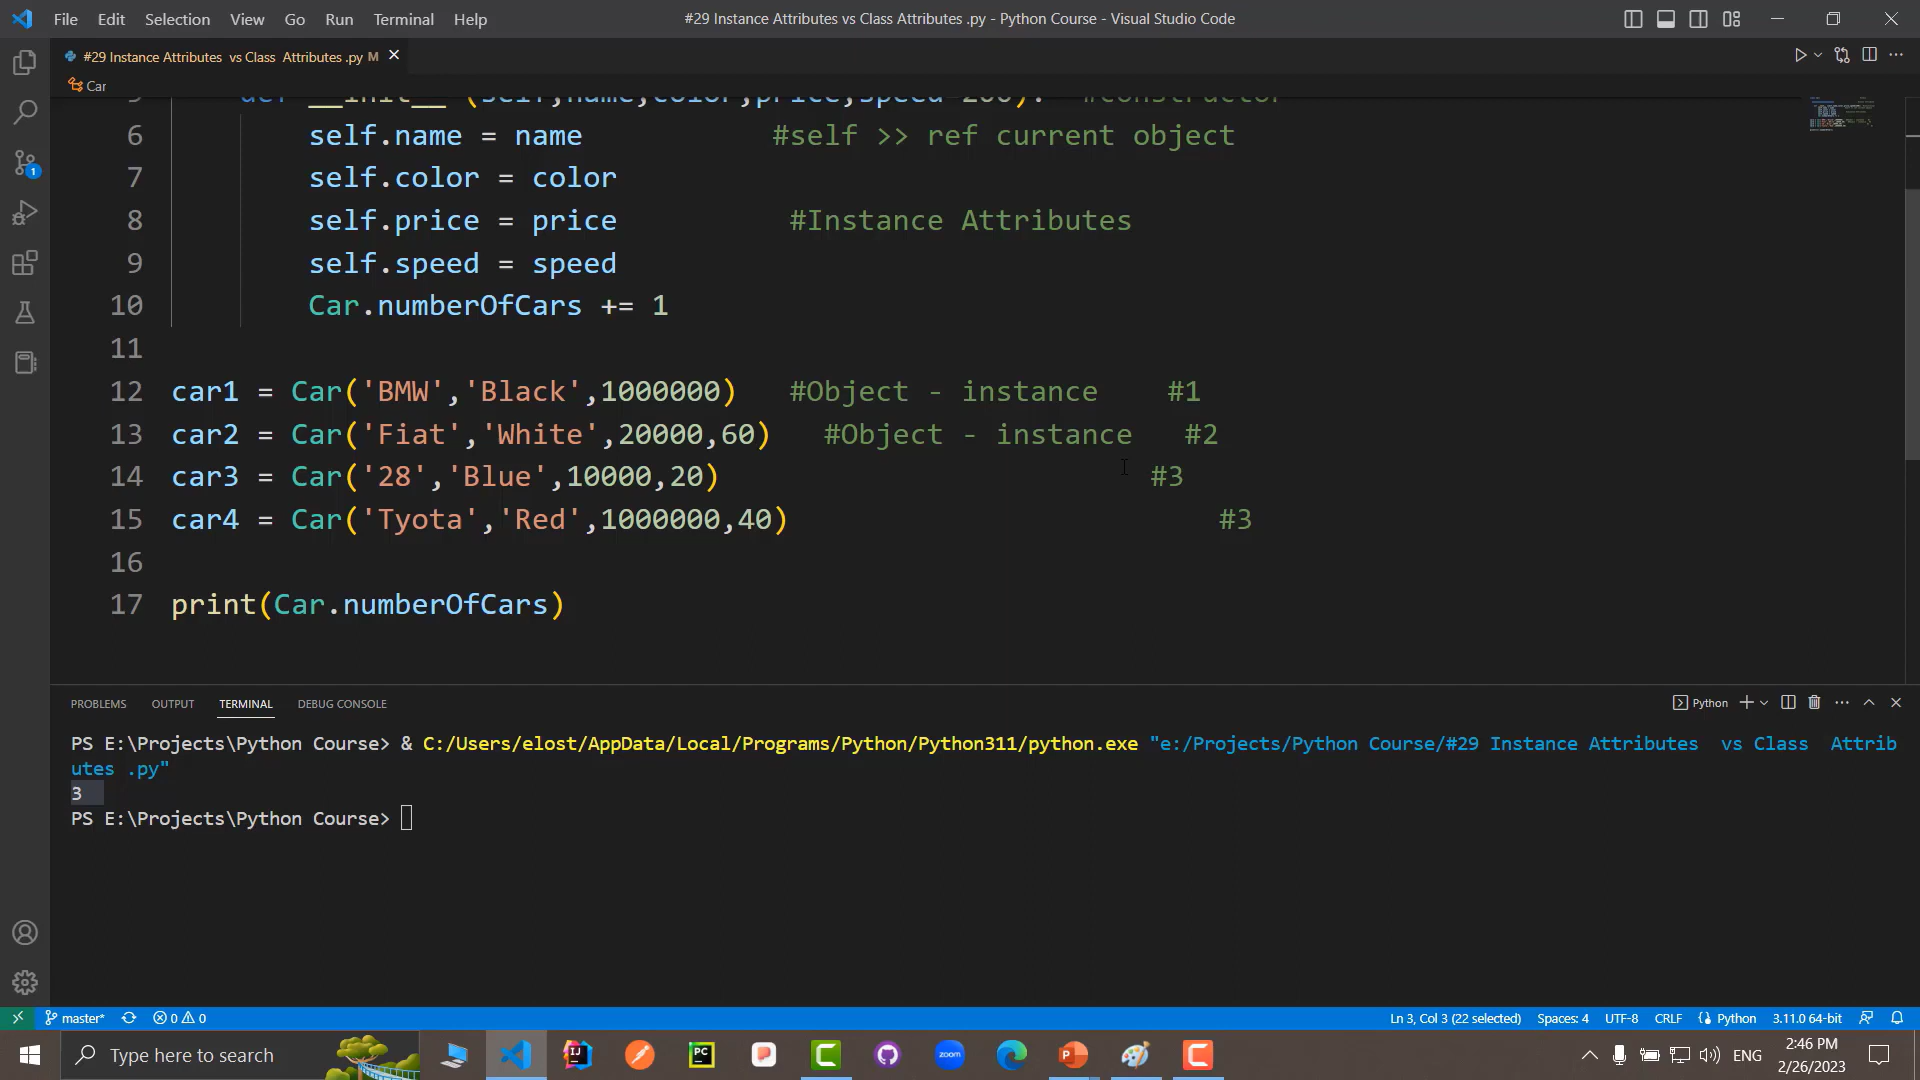 File Edit Selection View Go Run Terminal Help
#29 Instance Attributes vs Class Attributes .py - Python Course - Visual Studio Code
#29 Instance Attributes  vs Class  Attributes .py M
Car
def __init__ (self,name,color,price,speed=200):  #constructor
6 self.name = name #self >> ref current object
7 self.color = color
8 self.price = price #Instance Attributes
9 self.speed = speed
10 Car.numberOfCars += 1
11
12 car1 = Car('BMW','Black',1000000) #Object - instance #1
13 car2 = Car('Fiat','White',20000,60) #Object - instance #2
14 car3 = Car('28','Blue',10000,20) #3
15 car4 = Car('Tyota','Red',1000000,40) #3
16
17 print(Car.numberOfCars)
PROBLEMS OUTPUT TERMINAL DEBUG CONSOLE
Python
PS E:\Projects\Python Course> & C:/Users/elost/AppData/Local/Programs/Python/Python311/python.exe "e:/Projects/Python Course/#29 Instance Attributes  vs Class  Attrib
utes .py"
3
PS E:\Projects\Python Course>
master* 0 0
Ln 3, Col 3 (22 selected) Spaces: 4 UTF-8 CRLF Python 3.11.0 64-bit
1
Type here to search
IJ PC zoom P
ENG
2:46 PM
2/26/2023